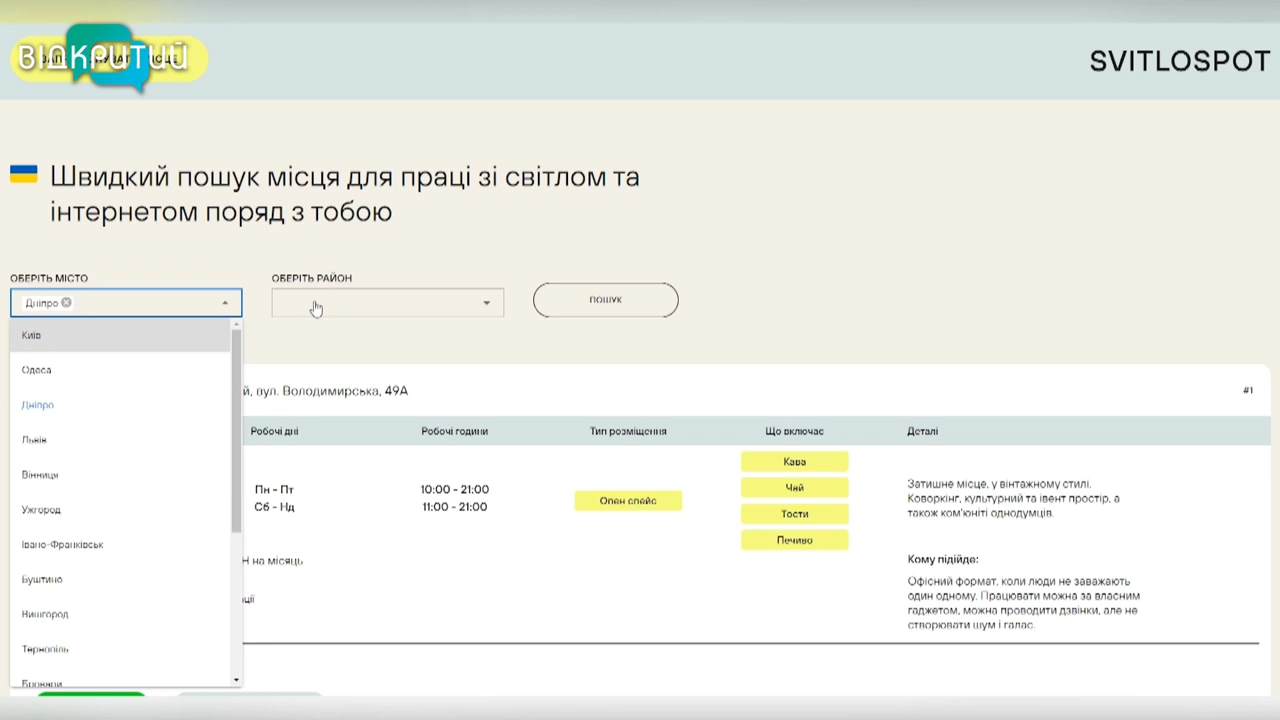 ВІДКРИТИЙ
SVITLOSPOT
Швидкий пошук місця для праці зі світлом та
інтернетом поряд з тобою
ОБЕРІТЬ МІСТО
ОБЕРІТЬ РАЙОН
Дніпро
ПОШУК
Київ
Одеса
Дніпро
Львів
Вінниця
Ужгород
Івано-Франківськ
Буштино
Вишгород
Тернопіль
Бровари
й, вул. Володимирська, 49А
#1
Робочі дні
Робочі години
Тип розміщення
Що включає
Деталі
Пн - Пт
Сб - Нд
10:00 - 21:00
11:00 - 21:00
Опен спейс
Кава
Чай
Тости
Печиво
Затишне місце, у вінтажному стилі.
Коворкінг, культурний та івент простір, а
також ком'юніті однодумців.
Н на місяць
ції
Кому підійде:
Офісний формат, коли люди не заважають
один одному. Працювати можна за власним
гаджетом, можна проводити дзвінки, але не
створювати шум і галас.